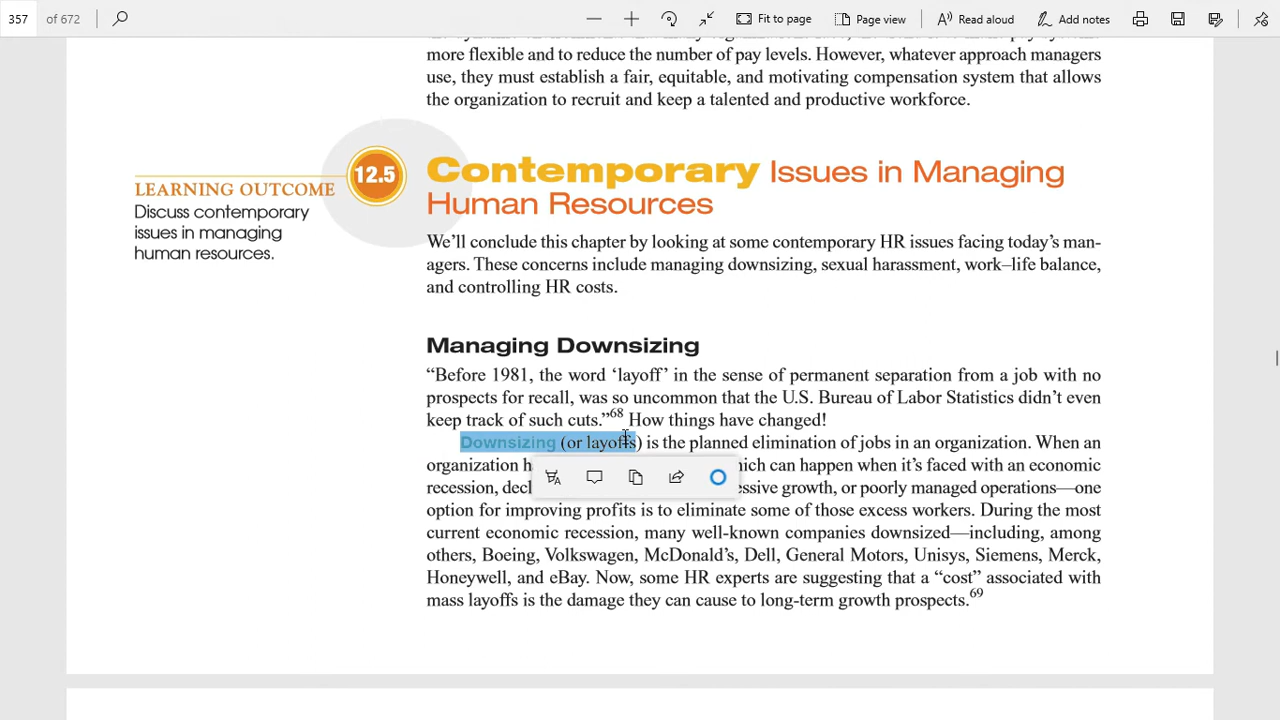 357 of 672 Fit to page Page view Read aloud Add notes
more flexible and to reduce the number of pay levels. However, whatever approach managers
use, they must establish a fair, equitable, and motivating compensation system that allows
the organization to recruit and keep a talented and productive workforce.
LEARNING OUTCOME 12.5
Discuss contemporary
issues in managing
human resources.
Contemporary Issues in Managing
Human Resources
We’ll conclude this chapter by looking at some contemporary HR issues facing today’s man-
agers. These concerns include managing downsizing, sexual harassment, work–life balance,
and controlling HR costs.
Managing Downsizing
“Before 1981, the word ‘layoff’ in the sense of permanent separation from a job with no
prospects for recall, was so uncommon that the U.S. Bureau of Labor Statistics didn’t even
keep track of such cuts.”68 How things have changed!
Downsizing (or layoffs) is the planned elimination of jobs in an organization. When an
organization which can happen when it’s faced with an economic
recession, growth, or poorly managed operations—one
option for improving profits is to eliminate some of those excess workers. During the most
current economic recession, many well-known companies downsized—including, among
others, Boeing, Volkswagen, McDonald’s, Dell, General Motors, Unisys, Siemens, Merck,
Honeywell, and eBay. Now, some HR experts are suggesting that a “cost” associated with
mass layoffs is the damage they can cause to long-term growth prospects.69